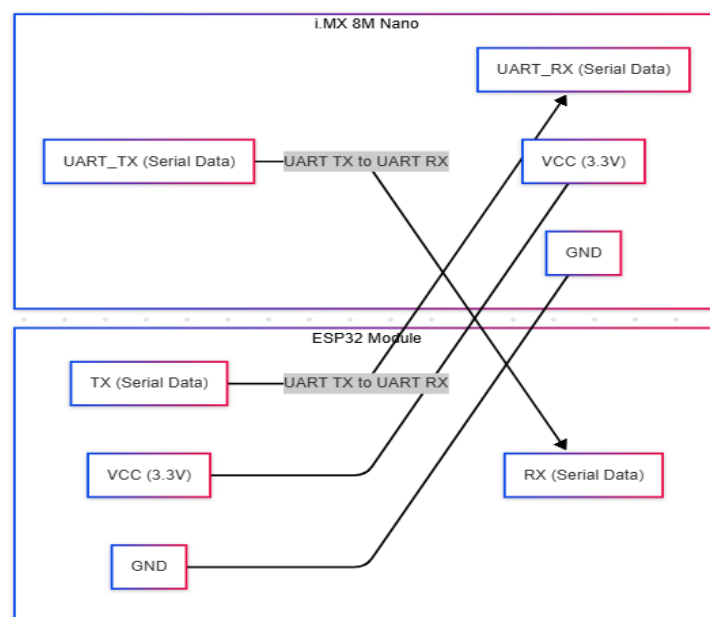 i.MX 8M Nano
UART_RX (Serial Data)
UART_TX (Serial Data)
UART TX to UART RX
VCC (3.3V)
GND
ESP32 Module
TX (Serial Data)
UART TX to UART RX
VCC (3.3V)
RX (Serial Data)
GND